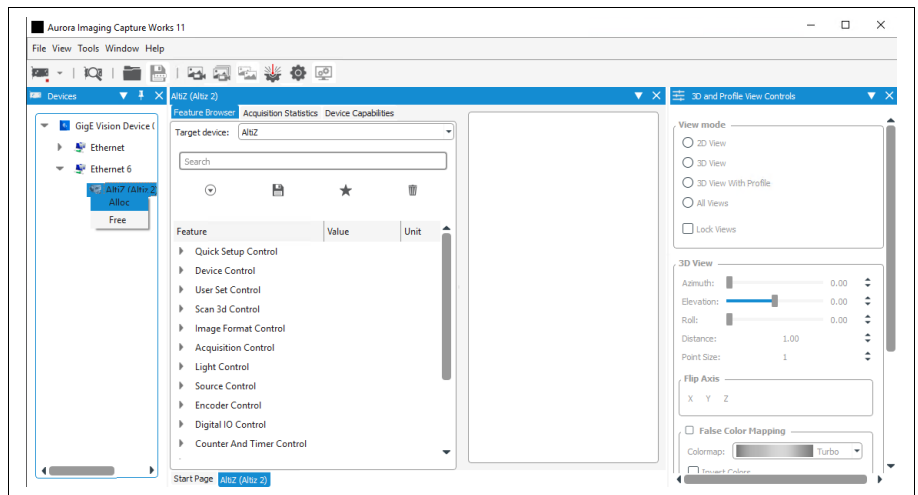 Aurora Imaging Capture Works 11
File View Tools Window Help
Devices
GigE Vision Device (
Ethernet
Ethernet 6
AltiZ (Altiz 2)
Alloc
Free
AltiZ (Altiz 2)
Feature Browser Acquisition Statistics Device Capabilities
Target device: AltiZ
Search
Feature Value Unit
Quick Setup Control
Device Control
User Set Control
Scan 3d Control
Image Format Control
Acquisition Control
Light Control
Source Control
Encoder Control
Digital IO Control
Counter And Timer Control
Start Page AltiZ (Altiz 2)
3D and Profile View Controls
View mode
2D View
3D View
3D View With Profile
All Views
Lock Views
3D View
Azimuth: 0.00
Elevation: 0.00
Roll: 0.00
Distance: 1.00
Point Size: 1
Flip Axis
X Y Z
False Color Mapping
Colormap: Turbo
Invert Colors